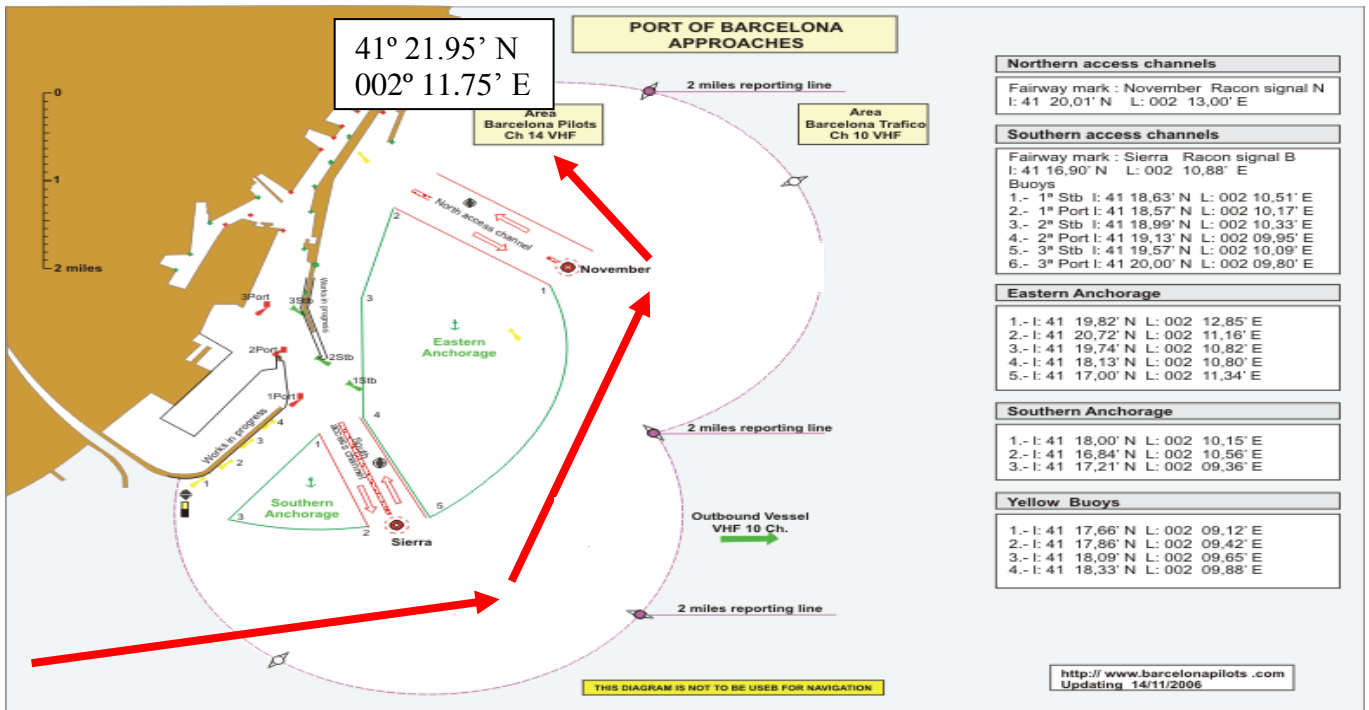 PORT OF BARCELONA
APPROACHES
41º 21.95’ N
002º 11.75’ E
0
1
2 miles
2 miles reporting line
Area
Barcelona Pilots
Ch 14 VHF
Area
Barcelona Trafico
Ch 10 VHF
North access channel
2
November
1
3
Works in progress
3Port
3Stb
2Port
2Stb
1Stb
1Port
Eastern
Anchorage
4
Works in progress
4
3
2
1
South
access channel
1
Southern
Anchorage
3
2
5
Sierra
2 miles reporting line
Outbound Vessel
VHF 10 Ch.
2 miles reporting line
THIS DIAGRAM IS NOT TO BE USEB FOR NAVIGATION
Northern access channels
Fairway mark : November Racon signal N
I: 41 20,01' N L: 002 13,00' E
Southern access channels
Fairway mark : Sierra Racon signal B
I: 41 16,90' N L: 002 10,88' E
Buoys
1.- 1ª Stb I: 41 18,63' N L: 002 10,51' E
2.- 1ª Port I: 41 18,57' N L: 002 10,17' E
3.- 2ª Stb I: 41 18,99' N L: 002 10,33' E
4.- 2ª Port I: 41 19,13' N L: 002 09,95' E
5.- 3ª Stb I: 41 19,57' N L: 002 10,09' E
6.- 3ª Port I: 41 20,00' N L: 002 09,80' E
Eastern Anchorage
1.- I: 41 19,82' N L: 002 12,85' E
2.- I: 41 20,72' N L: 002 11,16' E
3.- I: 41 19,74' N L: 002 10,82' E
4.- I: 41 18,13' N L: 002 10,80' E
5.- I: 41 17,00' N L: 002 11,34' E
Southern Anchorage
1.- I: 41 18,00' N L: 002 10,15' E
2.- I: 41 16,84' N L: 002 10,56' E
3.- I: 41 17,21' N L: 002 09,36' E
Yellow Buoys
1.- I: 41 17,66' N L: 002 09,12' E
2.- I: 41 17,86' N L: 002 09,42' E
3.- I: 41 18,09' N L: 002 09,65' E
4.- I: 41 18,33' N L: 002 09,88' E
http:// www.barcelonapilots .com
Updating 14/11/2006